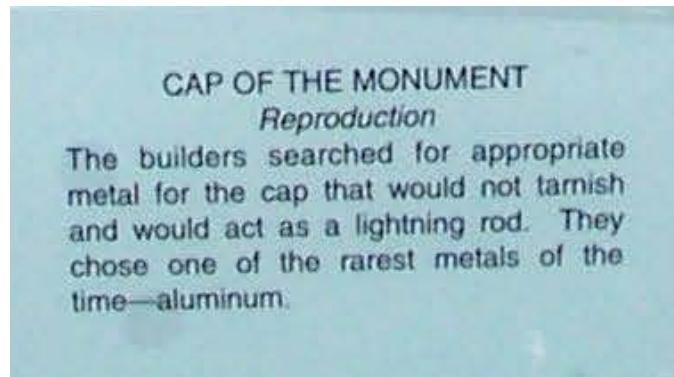 CAP OF THE MONUMENT
Reproduction
The builders searched for appropriate
metal for the cap that would not tarnish
and would act as a lightning rod. They
chose one of the rarest metals of the
time—aluminum.